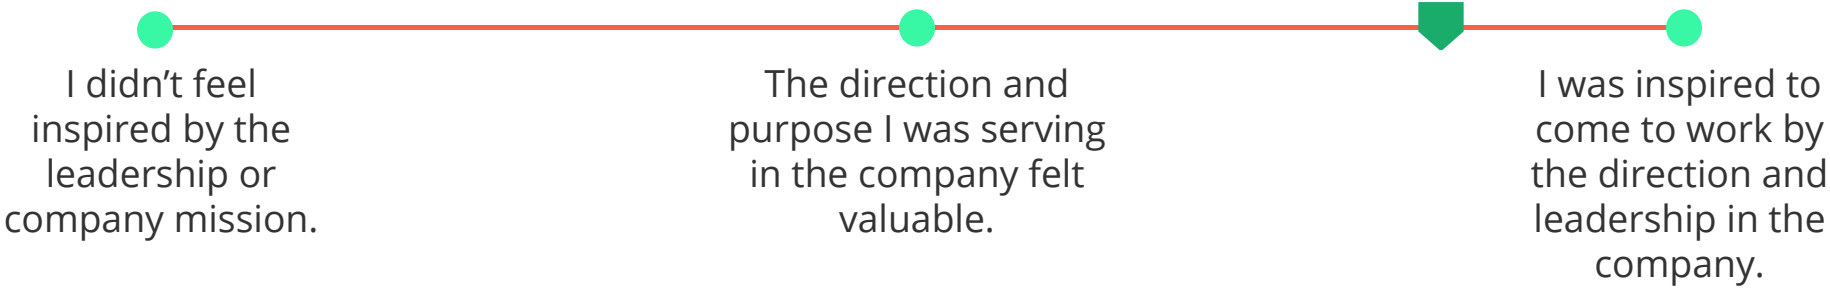 I didn’t feel
inspired by the
leadership or
company mission.
The direction and
purpose I was serving
in the company felt
valuable.
I was inspired to
come to work by
the direction and
leadership in the
company.